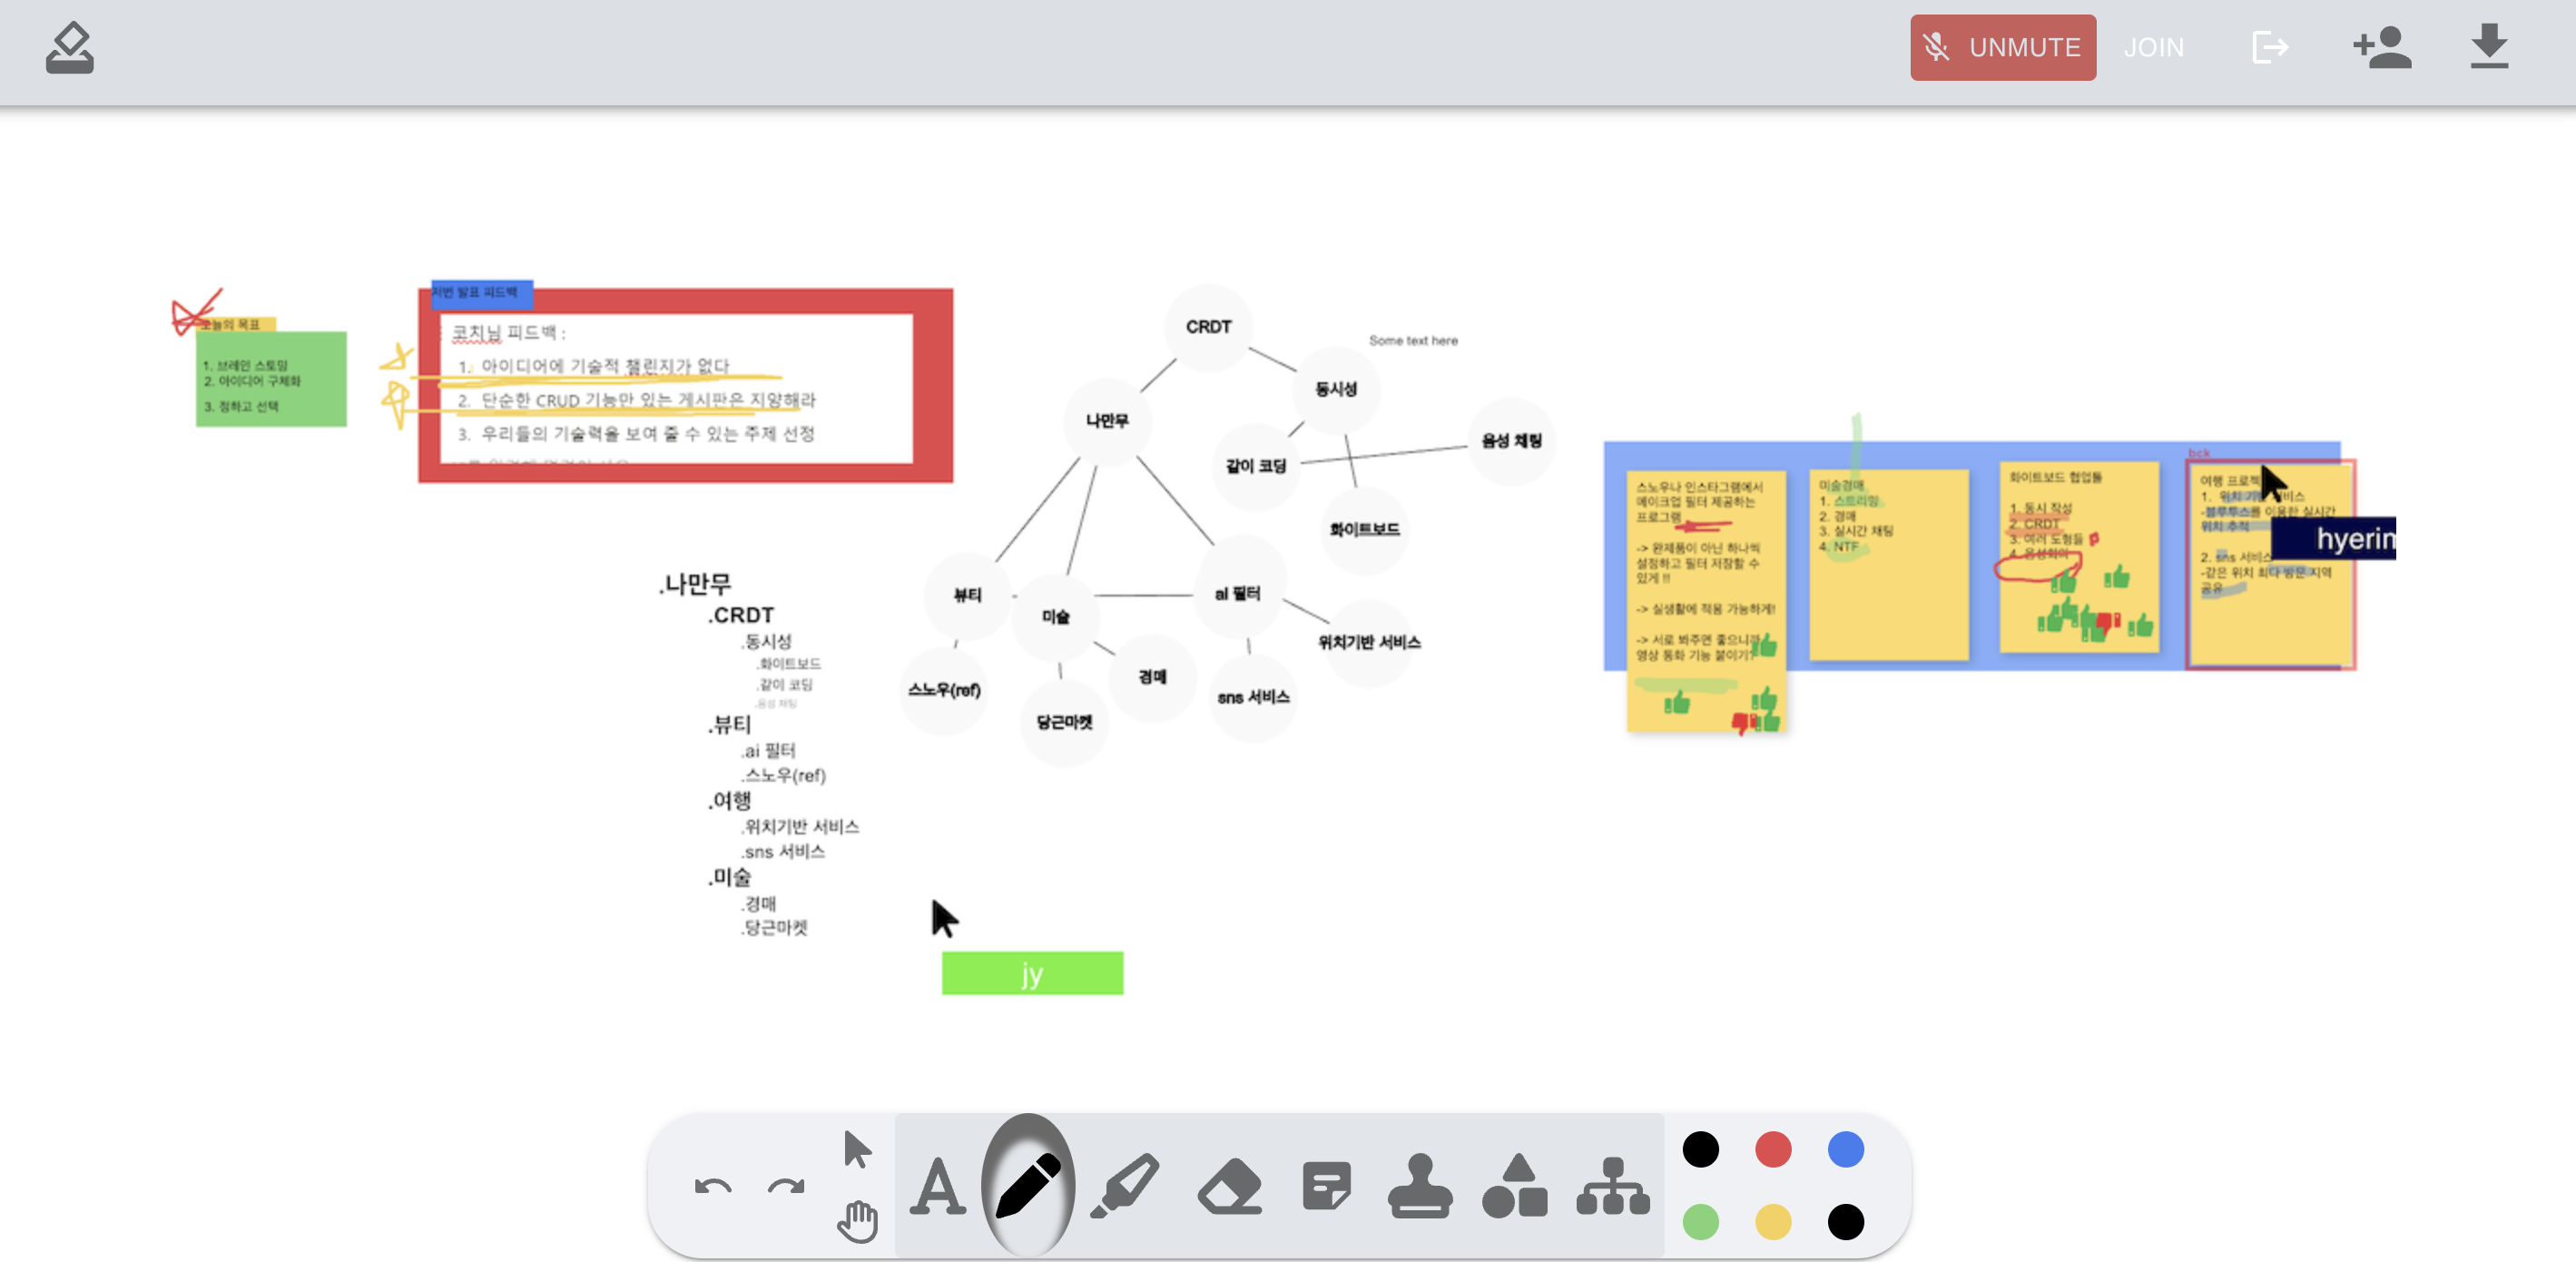 UNMUTE
JOIN
오늘의 목표
1. 브레인 스토밍
2. 아이디어 구체화
3. 정하고 선택
저번 발표 피드백
코치님 피드백 :
1. 아이디어에 기술적 챌린지가 없다
2. 단순한 CRUD 기능만 있는 게시판은 지양해라
3. 우리들의 기술력을 보여 줄 수 있는 주제 선정
CRDT
Some text here
동시성
나만무
음성 채팅
같이 코딩
화이트보드
뷰티
ai 필터
미술
위치기반 서비스
경매
스노우(ref)
sns 서비스
당근마켓
.나만무
.CRDT
.동시성
.화이트보드
.같이 코딩
.음성 채팅
.뷰티
.ai 필터
.스노우(ref)
.여행
.위치기반 서비스
.sns 서비스
.미술
.경매
.당근마켓
jy
스노우나 인스타그램에서
메이크업 필터 제공하는
프로그램
-> 완제품이 아닌 하나씩
설정하고 필터 저장할 수
있게 !!
-> 실생활에 적용 가능하게!
-> 서로 봐주면 좋으니까
영상 통화 기능 붙이기?
미술경매
1. 스트리밍
2. 경매
3. 실시간 채팅
4. NTF
화이트보드 협업툴
1. 동시 작성
2. CRDT
3. 여러 도형들
4. 음성회의
bck
여행 프로젝
1. 위치 기반 서비스
-블루투스를 이용한 실시간
위치 추적
2. sns 서비스
-같은 위치 최다 방문 지역
공유
hyerin